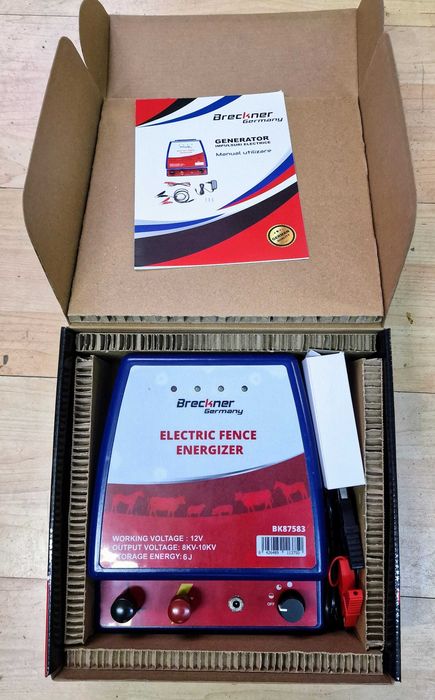 Breckner
Germany
GENERATOR
IMPULSURI ELECTRICE
Manual utilizare
GERMAN
Breckner
Germany
ELECTRIC FENCE
ENERGIZER
BK87583
WORKING VOLTAGE : 12V
OUTPUT VOLTAGE: 8KV-10KV
STORAGE ENERGY: 6J
OFF